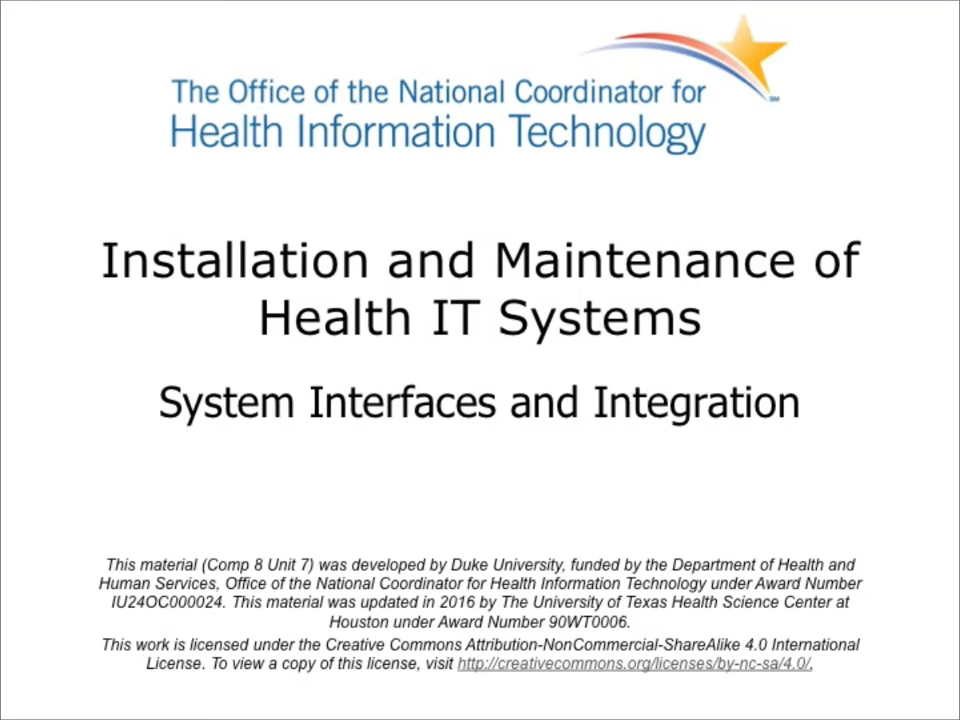 The Office of the National Coordinator for
Health Information Technology
SM
Installation and Maintenance of
Health IT Systems
System Interfaces and Integration
This material (Comp 8 Unit 7) was developed by Duke University, funded by the Department of Health and
Human Services, Office of the National Coordinator for Health Information Technology under Award Number
IU24OC000024. This material was updated in 2016 by The University of Texas Health Science Center at
Houston under Award Number 90WT0006.
This work is licensed under the Creative Commons Attribution-NonCommercial-ShareAlike 4.0 International
License. To view a copy of this license, visit http://creativecommons.org/licenses/by-nc-sa/4.0/.